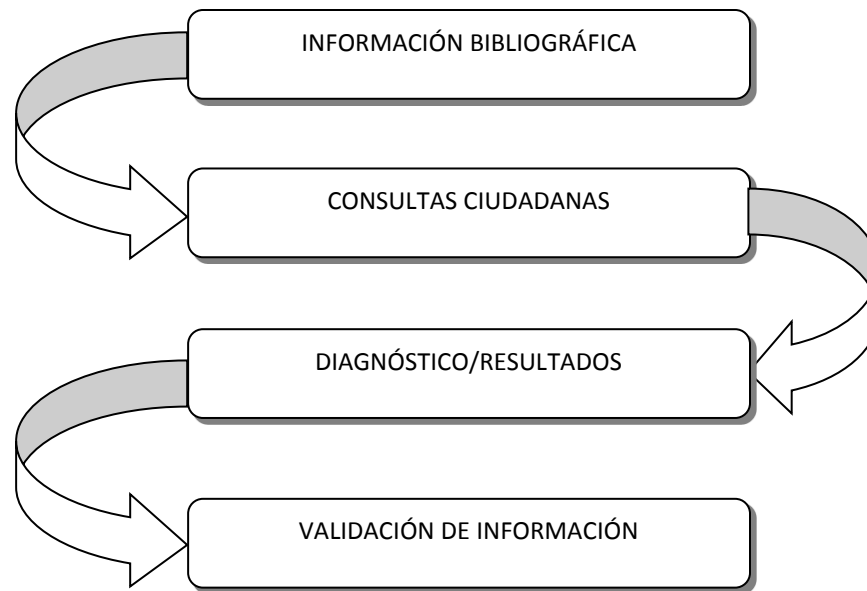 INFORMACIÓN BIBLIOGRÁFICA
CONSULTAS CIUDADANAS
DIAGNÓSTICO/RESULTADOS
VALIDACIÓN DE INFORMACIÓN